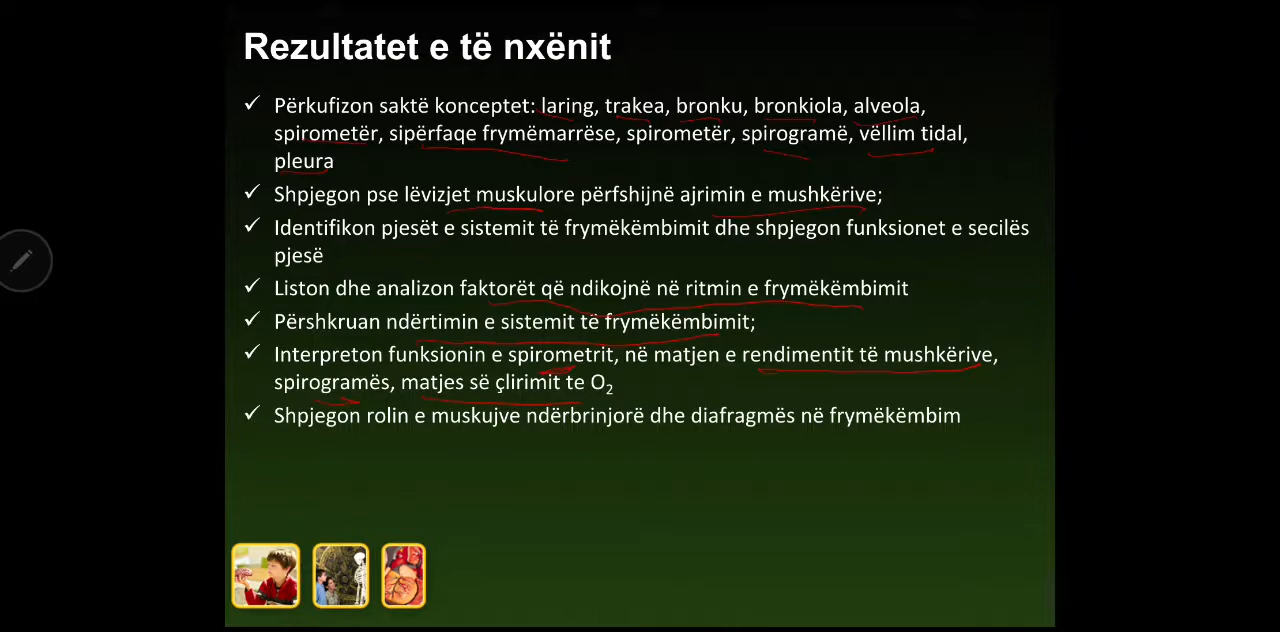 Rezultatet e të nxënit
✓ Përkufizon saktë konceptet: laring, trakea, bronku, bronkiola, alveola,
spirometër, sipërfaqe frymëmarrëse, spirometër, spirogramë, vëllim tidal,
pleura
✓ Shpjegon pse lëvizjet muskulore përfshijnë ajrimin e mushkërive;
✓ Identifikon pjesët e sistemit të frymëkëmbimit dhe shpjegon funksionet e secilës
pjesë
✓ Liston dhe analizon faktorët që ndikojnë në ritmin e frymëkëmbimit
✓ Përshkruan ndërtimin e sistemit të frymëkëmbimit;
✓ Interpreton funksionin e spirometrit, në matjen e rendimentit të mushkërive,
spirogramës, matjes së çlirimit te O₂
✓ Shpjegon rolin e muskujve ndërbrinjorë dhe diafragmës në frymëkëmbim